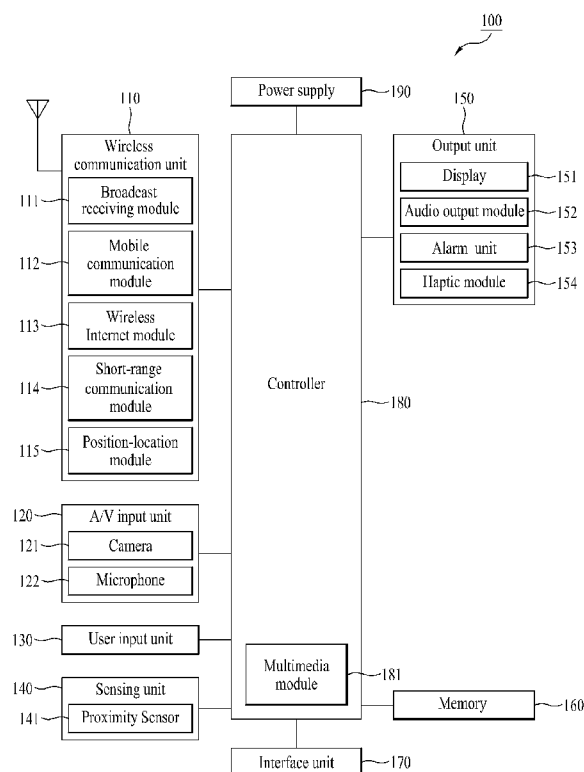 100
Power supply
190
110
Wireless
communication unit
111
Broadcast
receiving module
112
Mobile
communication
module
113
Wireless
Internet module
114
Short-range
communication
module
115
Position-location
module
150
Output unit
Display
151
Audio output module
152
Alarm unit
153
Haptic module
154
Controller
180
120
A/V input unit
121
Camera
122
Microphone
130
User input unit
140
Sensing unit
141
Proximity Sensor
Multimedia
module
181
Memory
160
Interface unit
170